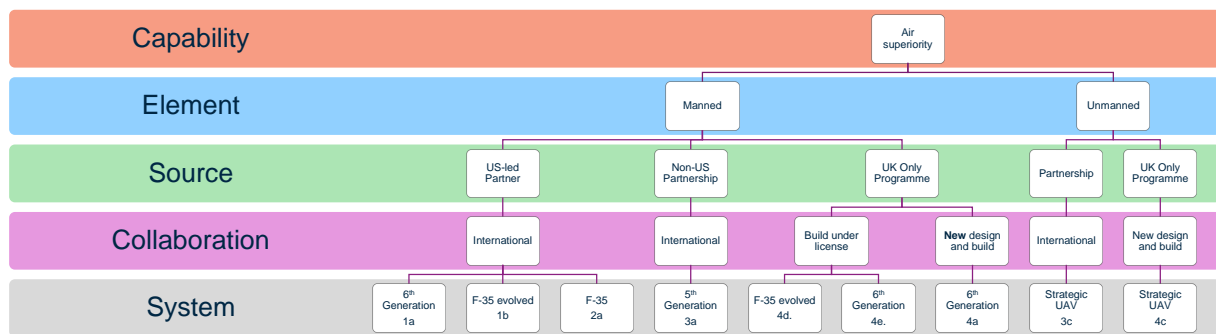 Capability
Air
superiority
Element
Manned
Unmanned
Source
US-led
Partner
Non-US
Partnership
UK Only
Programme
Partnership
UK Only
Programme
Collaboration
International
International
Build under
license
New design
and build
International
New design
and build
System
6th
Generation
1a
F-35 evolved
1b
F-35
2a
5th
Generation
3a
F-35 evolved
4d.
6th
Generation
4e.
6th
Generation
4a
Strategic
UAV
3c
Strategic
UAV
4c